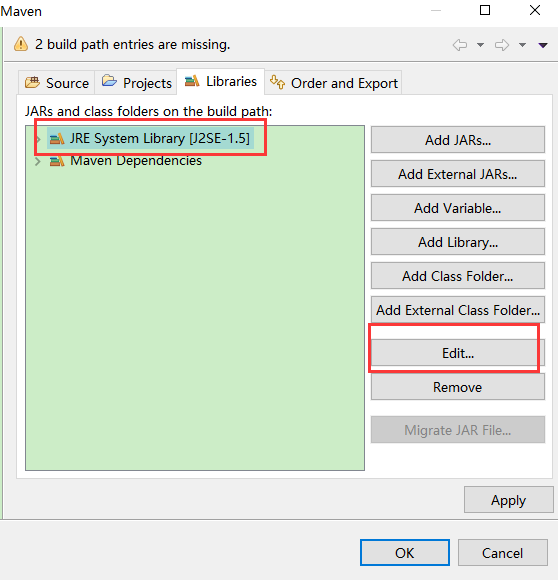 Maven
2 build path entries are missing.
Source Projects Libraries Order and Export
JARs and class folders on the build path:
JRE System Library [J2SE-1.5]
Maven Dependencies
Add JARs...
Add External JARs...
Add Variable...
Add Library...
Add Class Folder...
Add External Class Folder...
Edit...
Remove
Migrate JAR File...
Apply
OK Cancel